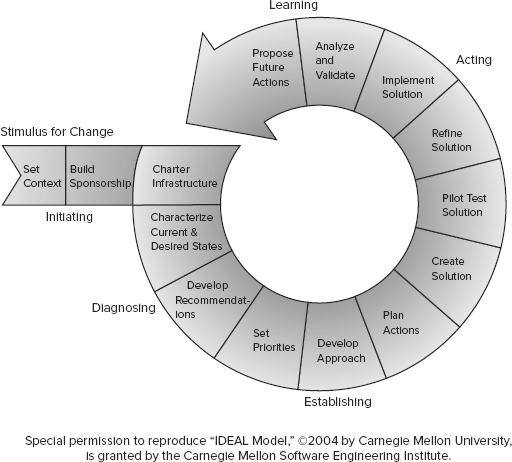 Learning
Propose
Future
Actions
Analyze
and
Validate
Implement
Solution
Acting
Refine
Solution
Stimulus for Change
Set
Context
Build
Sponsorship
Charter
Infrastructure
Initiating
Pilot Test
Solution
Characterize
Current &
Desired States
Create
Solution
Diagnosing
Develop
Recommendat-
ions
Plan
Actions
Set
Priorities
Develop
Approach
Establishing
Special permission to reproduce “IDEAL Model,” ©2004 by Carnegie Mellon University,
is granted by the Carnegie Mellon Software Engineering Institute.